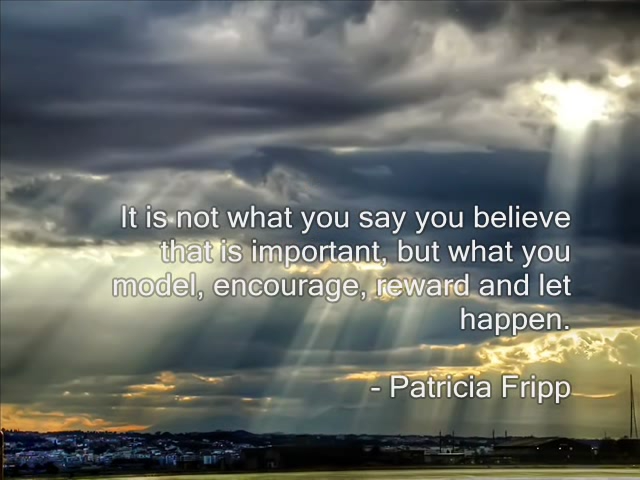 It is not what you say you believe
that is important, but what you
model, encourage, reward and let
happen.
- Patricia Fripp